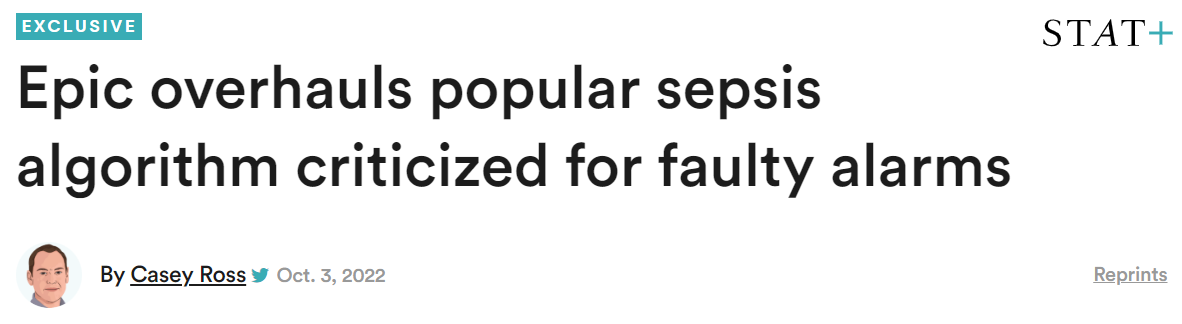 EXCLUSIVE
STAT+
Epic overhauls popular sepsis
algorithm criticized for faulty alarms
By Casey Ross Oct. 3, 2022
Reprints